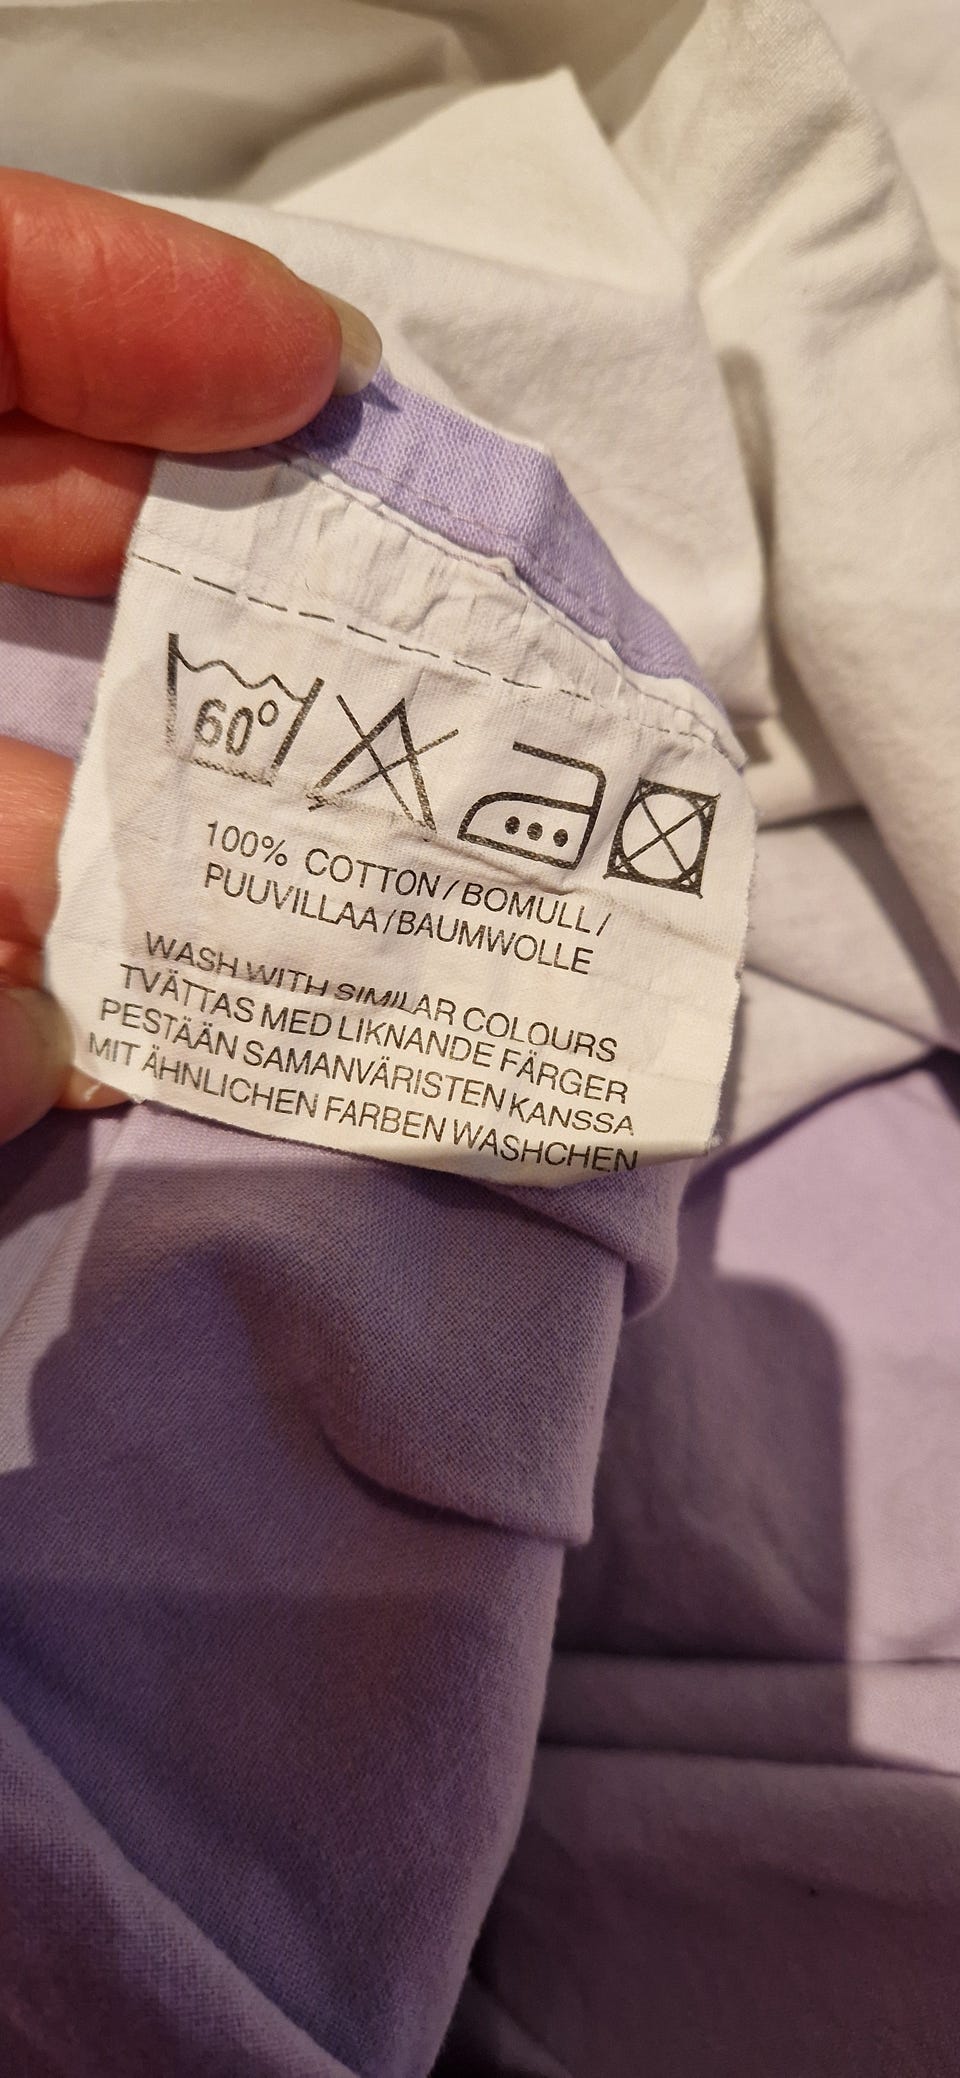 60°
100% COTTON/BOMULL/
PUUVILLAA/BAUMWOLLE
WASH WITH SIMILAR COLOURS
TVÄTTAS MED LIKNANDE FÄRGER
PESTÄÄN SAMANVÄRISTEN KANSSA
MIT ÄHNLICHEN FARBEN WASHCHEN